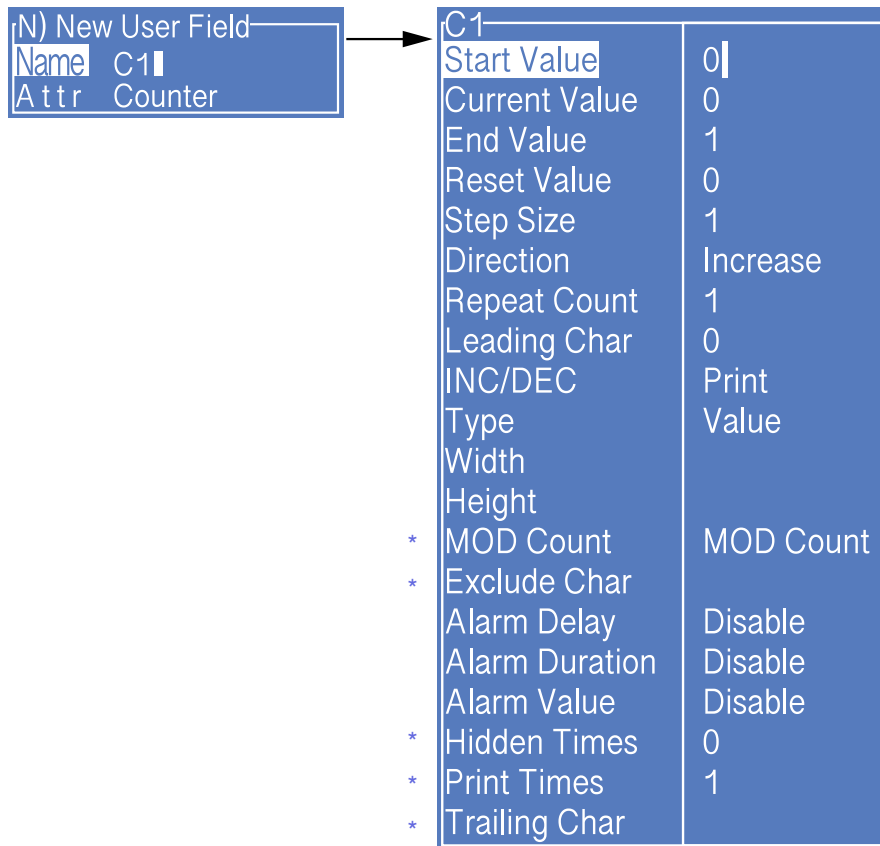 N) New User Field
Name C1
Attr Counter
C1
Start Value 0
Current Value 0
End Value 1
Reset Value 0
Step Size 1
Direction Increase
Repeat Count 1
Leading Char 0
INC/DEC Print
Type Value
Width
Height
* MOD Count MOD Count
* Exclude Char
Alarm Delay Disable
Alarm Duration Disable
Alarm Value Disable
* Hidden Times 0
* Print Times 1
* Trailing Char